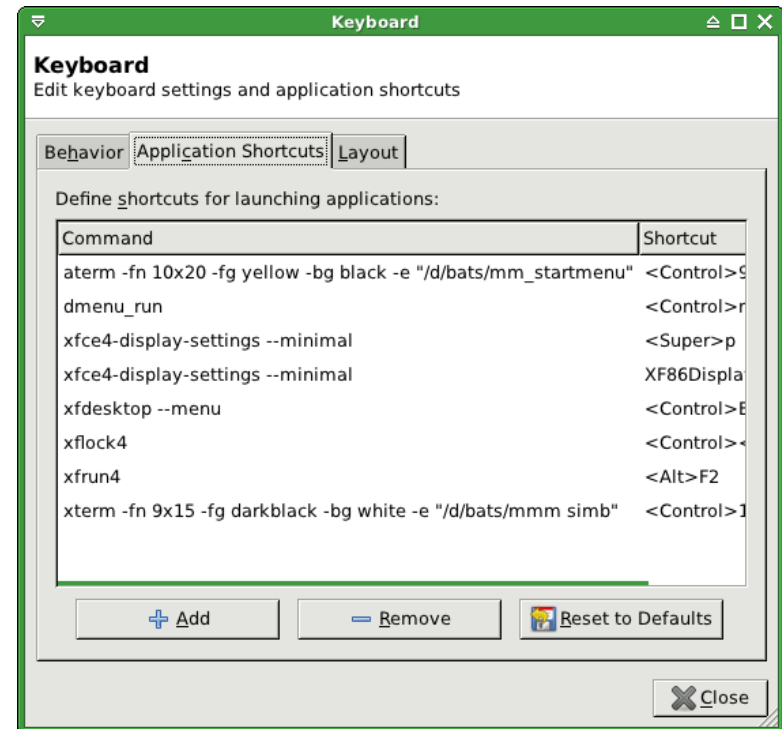 Keyboard
Keyboard
Edit keyboard settings and application shortcuts
Behavior Application Shortcuts Layout
Define shortcuts for launching applications:
Command Shortcut
aterm -fn 10x20 -fg yellow -bg black -e "/d/bats/mm_startmenu" <Control>9
dmenu_run <Control>r
xfce4-display-settings --minimal <Super>p
xfce4-display-settings --minimal XF86Displa
xfdesktop --menu <Control>E
xflock4 <Control><
xfrun4 <Alt>F2
xterm -fn 9x15 -fg darkblack -bg white -e "/d/bats/mmm simb" <Control>1
Add Remove Reset to Defaults
Close